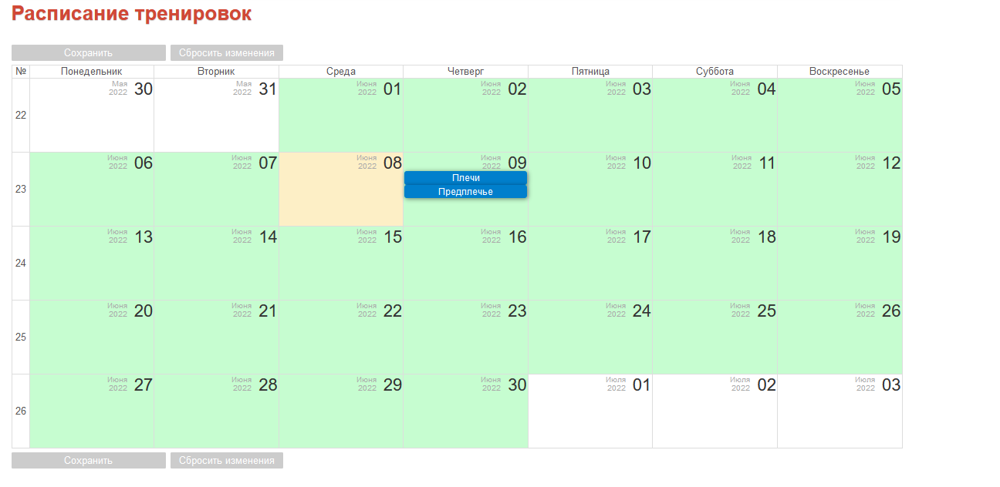 Расписание тренировок
Сохранить Сбросить изменения
№ Понедельник Вторник Среда Четверг Пятница Суббота Воскресенье
22
Мая 2022 30
Мая 2022 31
Июня 2022 01
Июня 2022 02
Июня 2022 03
Июня 2022 04
Июня 2022 05
23
Июня 2022 06
Июня 2022 07
Июня 2022 08
Июня 2022 09
Плечи
Предплечье
Июня 2022 10
Июня 2022 11
Июня 2022 12
24
Июня 2022 13
Июня 2022 14
Июня 2022 15
Июня 2022 16
Июня 2022 17
Июня 2022 18
Июня 2022 19
25
Июня 2022 20
Июня 2022 21
Июня 2022 22
Июня 2022 23
Июня 2022 24
Июня 2022 25
Июня 2022 26
26
Июня 2022 27
Июня 2022 28
Июня 2022 29
Июня 2022 30
Июля 2022 01
Июля 2022 02
Июля 2022 03
Сохранить Сбросить изменения